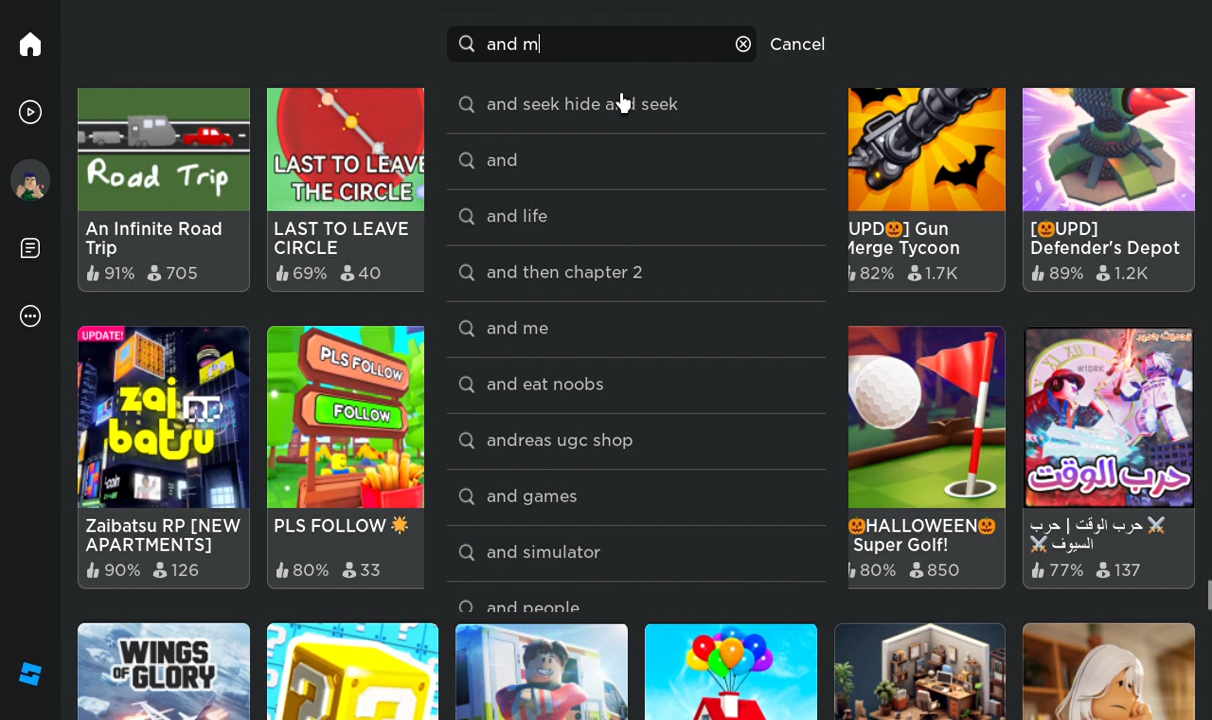 and m
Cancel
and seek hide and seek
and
and life
and then chapter 2
and me
and eat noobs
andreas ugc shop
and games
and simulator
and people
Road Trip
An Infinite Road
Trip
91% 705
LAST TO LEAVE
THE CIRCLE
LAST TO LEAVE
CIRCLE
69% 40
UPD🎃] Gun
Merge Tycoon
82% 1.7K
[🎃UPD]
Defender's Depot
89% 1.2K
UPDATE!
zai
batsu
RP
Zaibatsu RP [NEW
APARTMENTS]
90% 126
PLS FOLLOW
FOLLOW
PLS FOLLOW ☀️
80% 33
🎃HALLOWEEN🎃
Super Golf!
80% 850
W1DRK
حرب الوقت
حرب الوقت | حرب ⚔️
⚔️ السيوف
77% 137
WINGS
OF GLORY
?